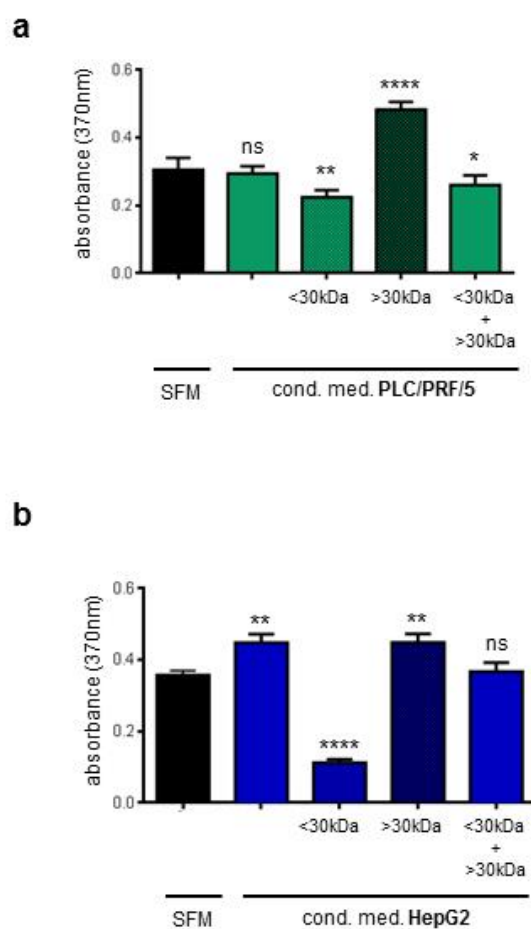 a
absorbance (370nm)
0.6
0.4
0.2
0.0
ns
**
****
*
<30kDa
>30kDa
<30kDa
+
>30kDa
SFM
cond. med. PLC/PRF/5
b
absorbance (370nm)
0.6
0.4
0.2
0.0
**
****
**
ns
<30kDa
>30kDa
<30kDa
+
>30kDa
SFM
cond. med. HepG2